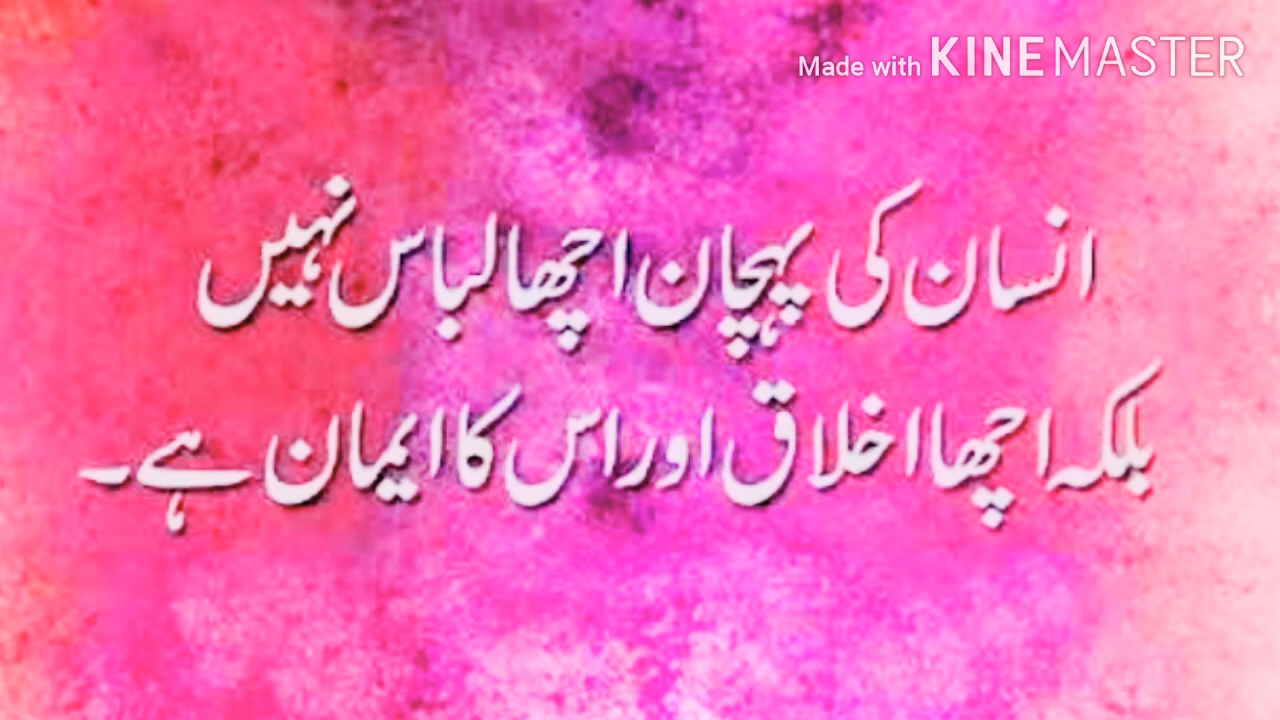 Made with KINEMASTER
انسان کی پہچان اچھا لباس نہیں
بلکہ اچھا اخلاق اور اس کا ایمان ہے۔